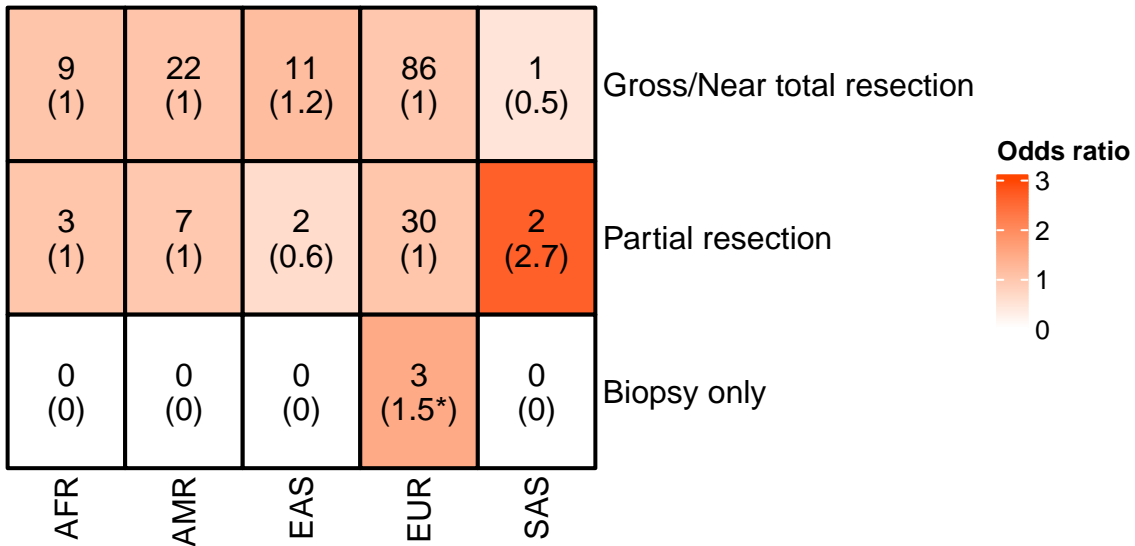 9 22 11 86 1
(1) (1) (1.2) (1) (0.5)
Gross/Near total resection
3 7 2 30 2
(1) (1) (0.6) (1) (2.7)
Partial resection
0 0 0 3 0
(0) (0) (0) (1.5*) (0)
Biopsy only
AFR AMR EAS EUR SAS
Odds ratio
3
2
1
0